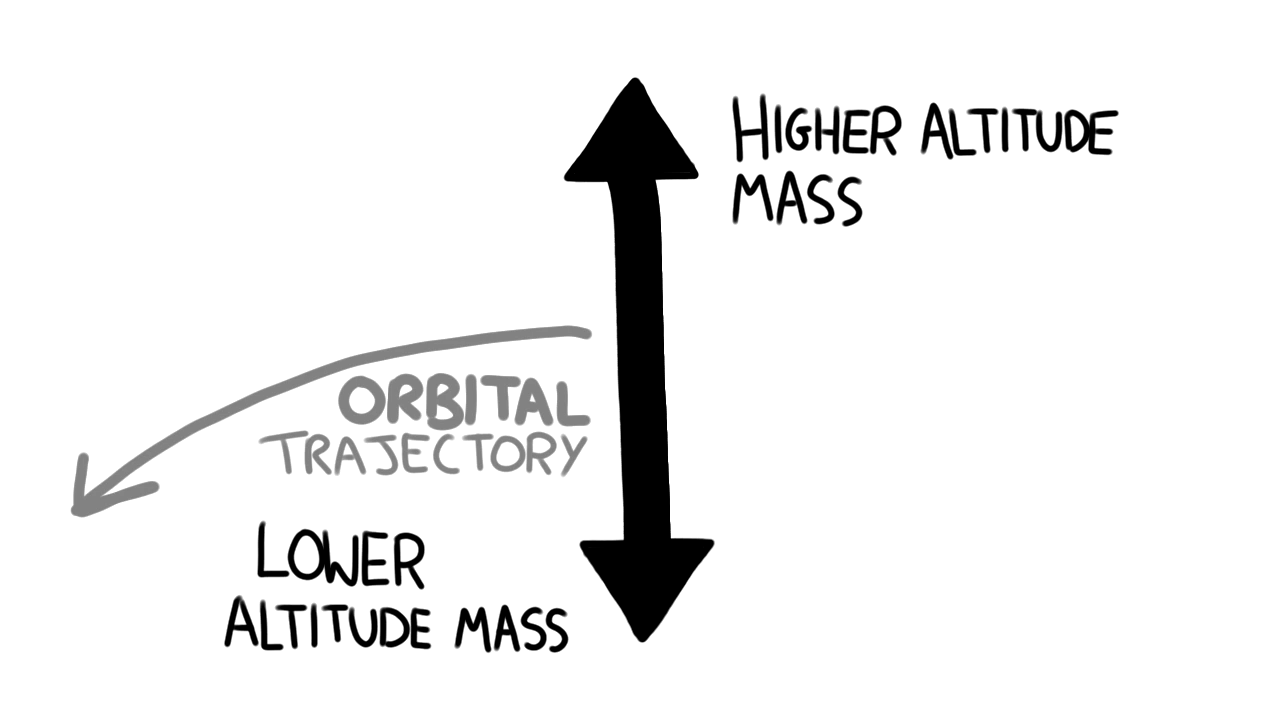 HIGHER ALTITUDE
MASS
ORBITAL
TRAJECTORY
LOWER
ALTITUDE MASS